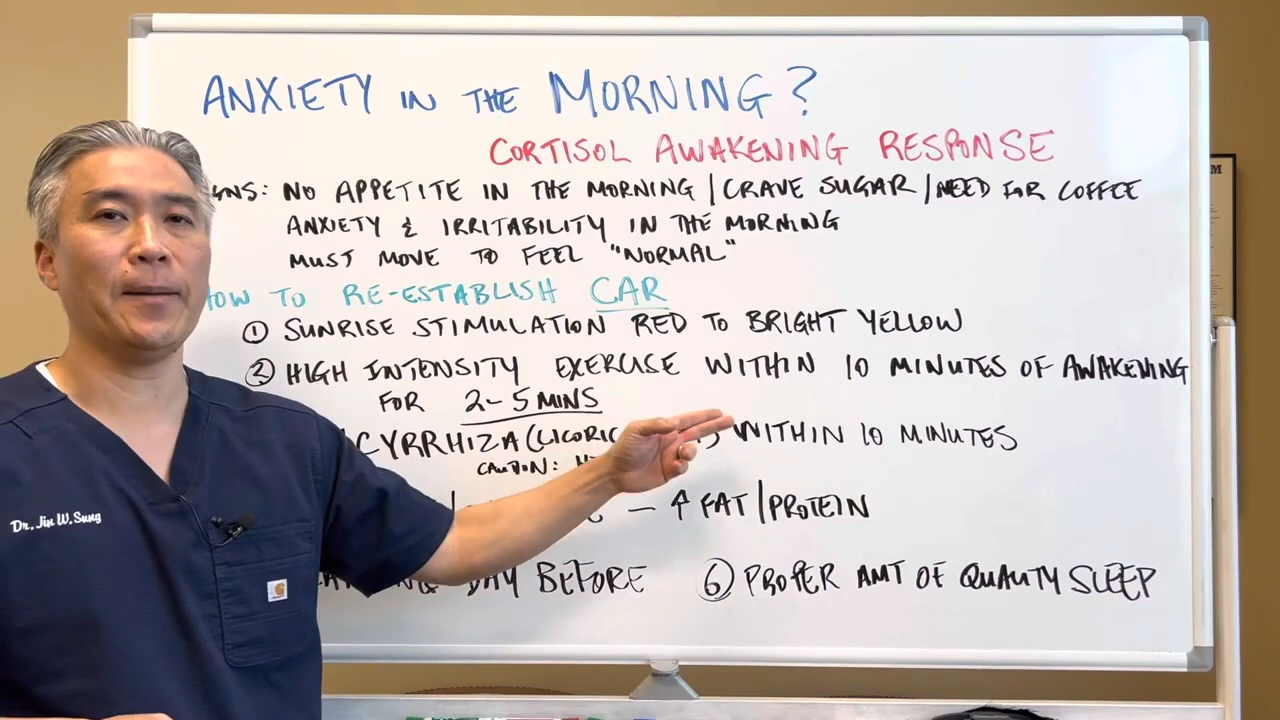 ANXIETY IN THE MORNING?
CORTISOL AWAKENING RESPONSE
NO APPETITE IN THE MORNING / CRAVE SUGAR / NEED FOR COFFEE
ANXIETY & IRRITABILITY IN THE MORNING
MUST MOVE TO FEEL "NORMAL"
TO RE-ESTABLISH CAR
① SUNRISE STIMULATION RED TO BRIGHT YELLOW
② HIGH INTENSITY EXERCISE WITHIN 10 MINUTES OF AWAKENING
FOR 2-5 MINS
WITHIN 10 MINUTES
CAUTION:
- ↑ FAT/PROTEIN
DAY BEFORE ⑥ PROPER AMT OF QUALITY SLEEP
Dr. Jin W. Sung
carhartt